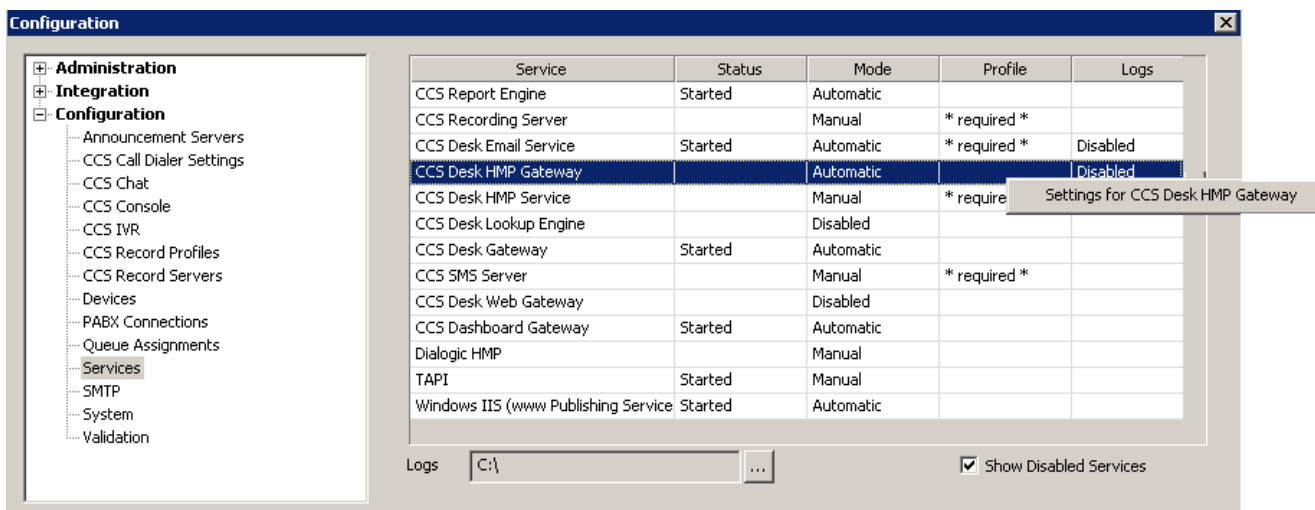 Configuration
Administration
Integration
Configuration
Announcement Servers
CCS Call Dialer Settings
CCS Chat
CCS Console
CCS IVR
CCS Record Profiles
CCS Record Servers
Devices
PABX Connections
Queue Assignments
Services
SMTP
System
Validation
Service Status Mode Profile Logs
CCS Report Engine Started Automatic
CCS Recording Server Manual * required *
CCS Desk Email Service Started Automatic * required * Disabled
CCS Desk HMP Gateway Automatic Disabled
CCS Desk HMP Service Manual * require Settings for CCS Desk HMP Gateway
CCS Desk Lookup Engine Disabled
CCS Desk Gateway Started Automatic
CCS SMS Server Manual * required *
CCS Desk Web Gateway Disabled
CCS Dashboard Gateway Started Automatic
Dialogic HMP Manual
TAPI Started Manual
Windows IIS (www Publishing Service Started Automatic
Logs C:\ ... Show Disabled Services